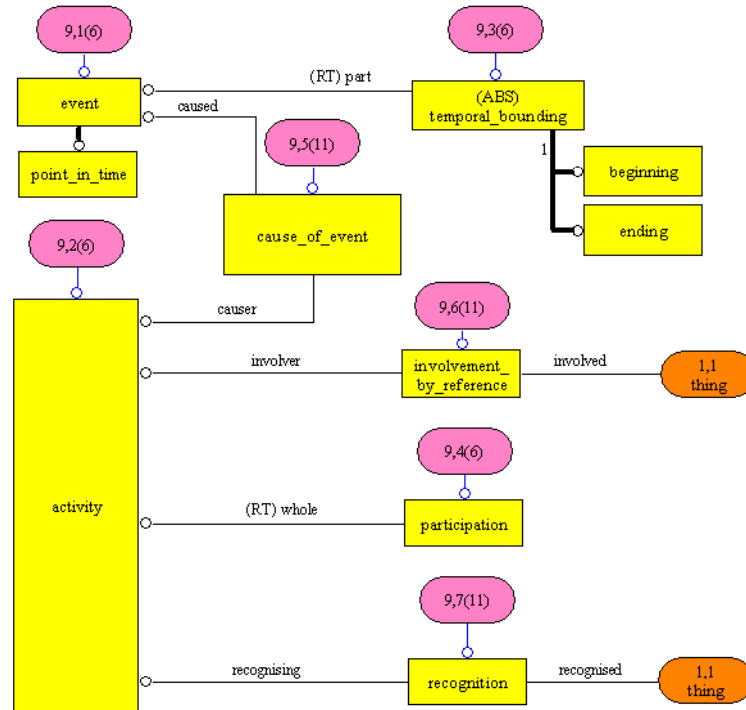 9,1(6)
9,3(6)
(RT) part
event
(ABS)
temporal_bounding
caused
9,5(11)
1
point_in_time
beginning
cause_of_event
ending
9,2(6)
causer
9,6(11)
involver
involvement_
by_reference
involved
1,1
thing
9,4(6)
activity
(RT) whole
participation
9,7(11)
recognising
recognition
recognised
1,1
thing